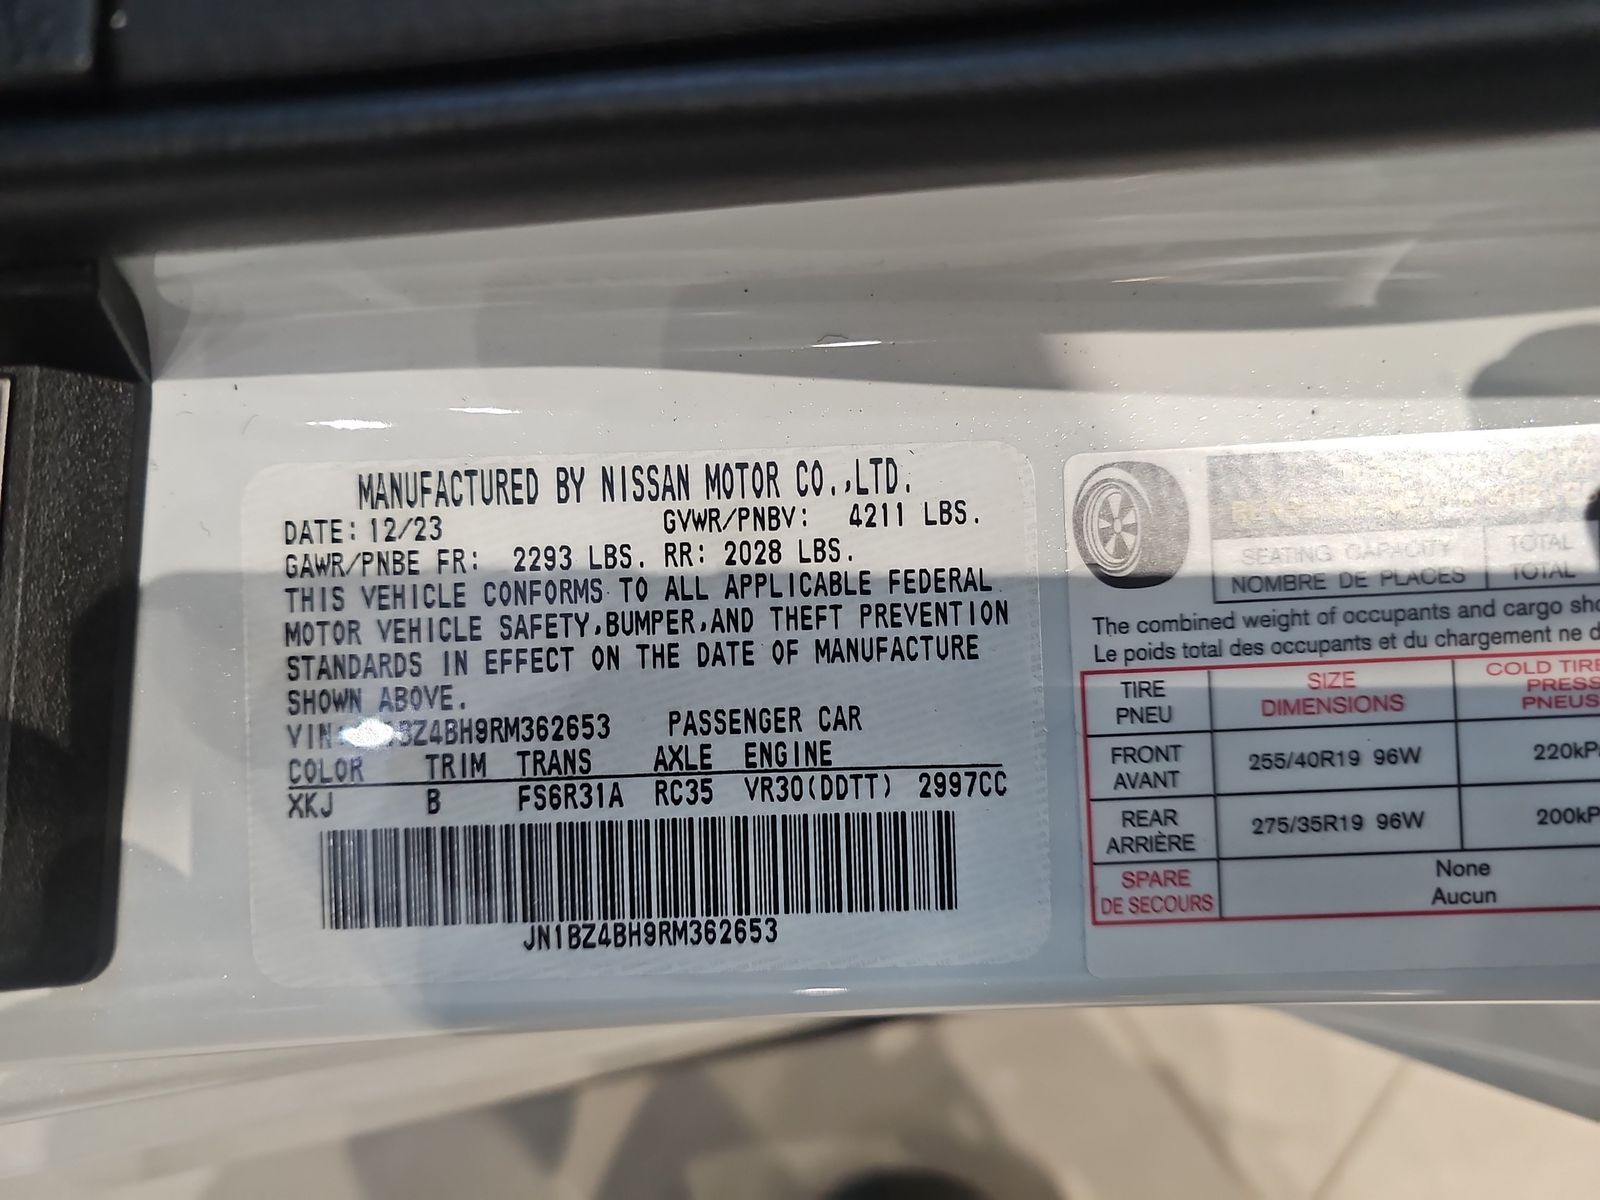 MANUFACTURED BY NISSAN MOTOR CO.,LTD.
DATE: 12/23 GVWR/PNBV: 4211 LBS.
GAWR/PNBE FR: 2293 LBS. RR: 2028 LBS.
THIS VEHICLE CONFORMS TO ALL APPLICABLE FEDERAL
MOTOR VEHICLE SAFETY,BUMPER,AND THEFT PREVENTION
STANDARDS IN EFFECT ON THE DATE OF MANUFACTURE
SHOWN ABOVE.
VIN: BZ4BH9RM362653 PASSENGER CAR
COLOR TRIM TRANS AXLE ENGINE
XKJ B FS6R31A RC35 VR30(DDTT) 2997CC
JN1BZ4BH9RM362653
SEATING CAPACITY TOTAL
NOMBRE DE PLACES TOTAL
The combined weight of occupants and cargo sho
Le poids total des occupants et du chargement ne d
TIRE SIZE COLD TIRE
PNEU DIMENSIONS PRESS
PNEUS
FRONT 255/40R19 96W 220kPa
AVANT
REAR 275/35R19 96W 200kP
ARRIÈRE
SPARE None
DE SECOURS Aucun